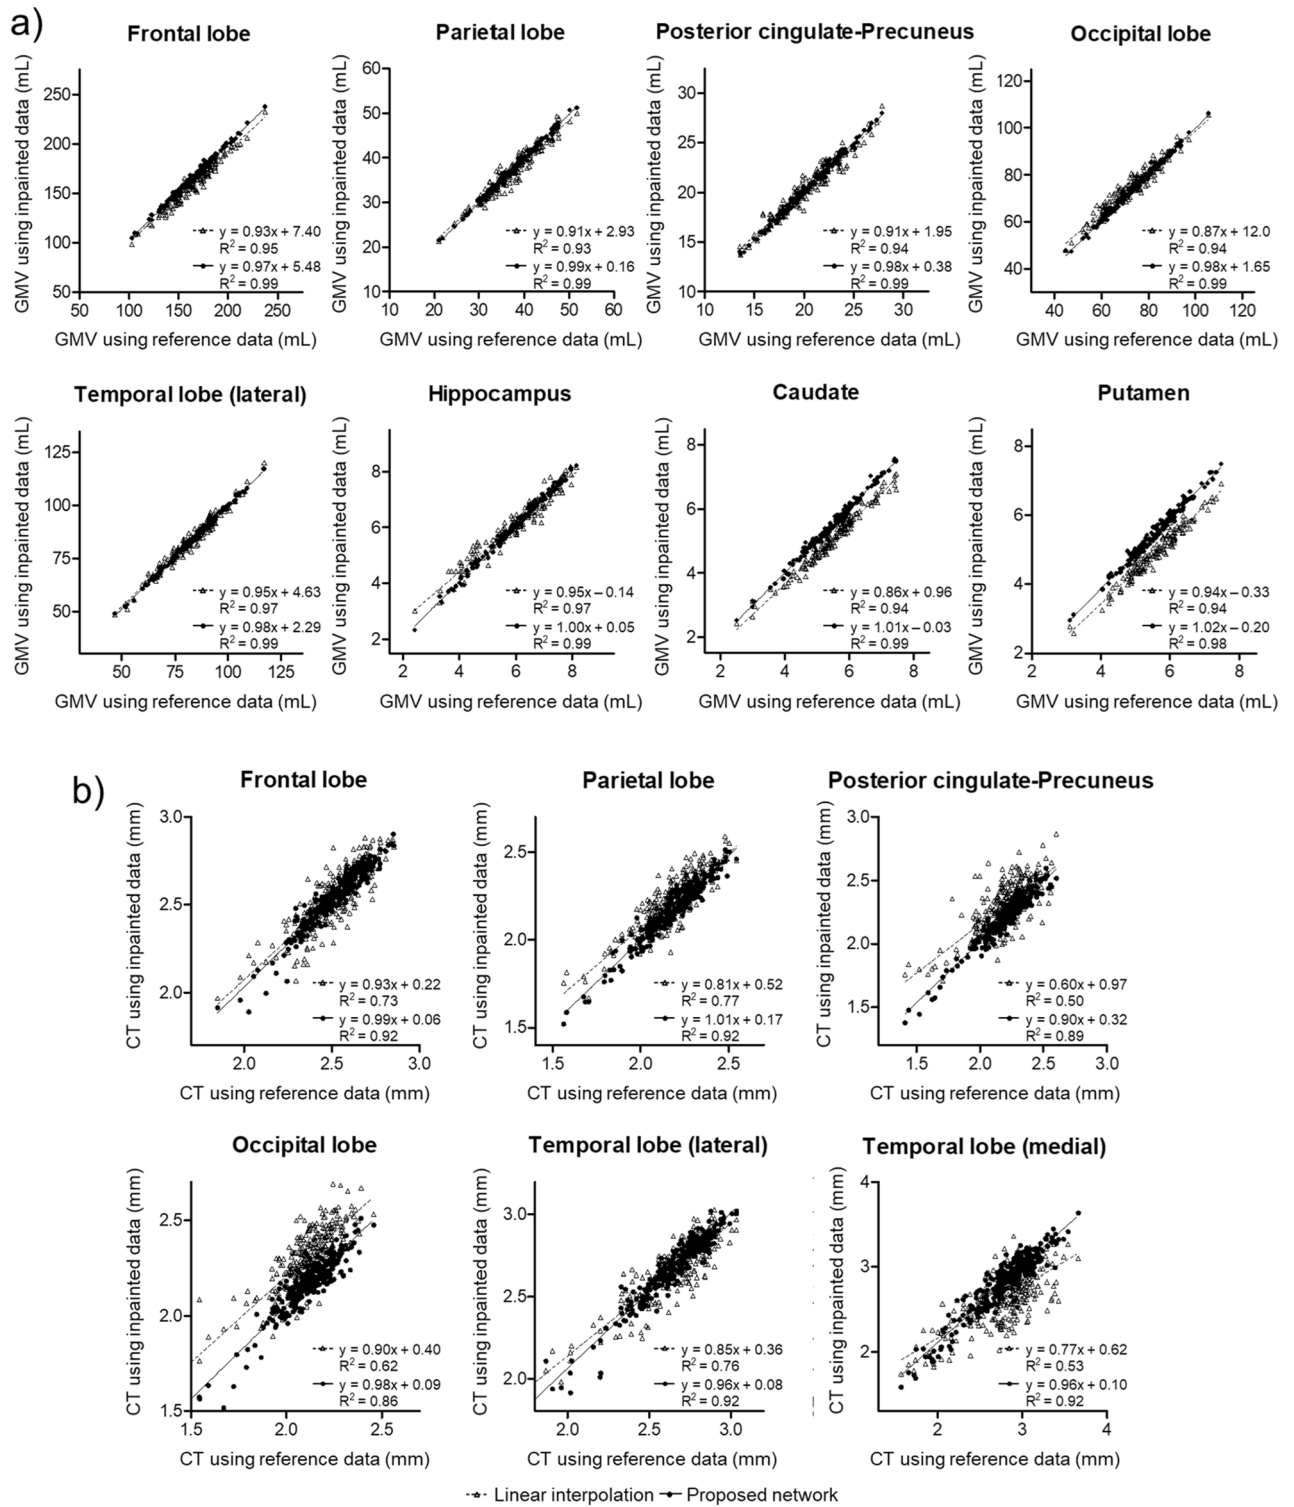 a)
Frontal lobe
GMV using inpainted data (mL)
250
200
150
100
50
50 100 150 200 250
y = 0.93x + 7.40
R2 = 0.95
y = 0.97x + 5.48
R2 = 0.99
GMV using reference data (mL)
Parietal lobe
GMV using inpainted data (mL)
60
50
40
30
20
10
10 20 30 40 50 60
y = 0.91x + 2.93
R2 = 0.93
y = 0.99x + 0.16
R2 = 0.99
GMV using reference data (mL)
Posterior cingulate-Precuneus
GMV using inpainted data (mL)
30
25
20
15
10
10 15 20 25 30
y = 0.91x + 1.95
R2 = 0.94
y = 0.98x + 0.38
R2 = 0.99
GMV using reference data (mL)
Occipital lobe
GMV using inpainted data (mL)
120
100
80
60
40
40 60 80 100 120
y = 0.87x + 12.0
R2 = 0.94
y = 0.98x + 1.65
R2 = 0.99
GMV using reference data (mL)
Temporal lobe (lateral)
GMV using inpainted data (mL)
125
100
75
50
50 75 100 125
y = 0.95x + 4.63
R2 = 0.97
y = 0.98x + 2.29
R2 = 0.99
GMV using reference data (mL)
Hippocampus
GMV using inpainted data (mL)
8
6
4
2
2 4 6 8
y = 0.95x – 0.14
R2 = 0.97
y = 1.00x + 0.05
R2 = 0.99
GMV using reference data (mL)
Caudate
GMV using inpainted data (mL)
8
6
4
2
2 4 6 8
y = 0.86x + 0.96
R2 = 0.94
y = 1.01x – 0.03
R2 = 0.99
GMV using reference data (mL)
Putamen
GMV using inpainted data (mL)
8
6
4
2
2 4 6 8
y = 0.94x – 0.33
R2 = 0.94
y = 1.02x – 0.20
R2 = 0.98
GMV using reference data (mL)
b)
Frontal lobe
CT using inpainted data (mm)
3.0
2.5
2.0
2.0 2.5 3.0
y = 0.93x + 0.22
R2 = 0.73
y = 0.99x + 0.06
R2 = 0.92
CT using reference data (mm)
Parietal lobe
CT using inpainted data (mm)
2.5
2.0
1.5
1.5 2.0 2.5
y = 0.81x + 0.52
R2 = 0.77
y = 1.01x + 0.17
R2 = 0.92
CT using reference data (mm)
Posterior cingulate-Precuneus
CT using inpainted data (mm)
3.0
2.5
2.0
1.5
1.5 2.0 2.5 3.0
y = 0.60x + 0.97
R2 = 0.50
y = 0.90x + 0.32
R2 = 0.89
CT using reference data (mm)
Occipital lobe
CT using inpainted data (mm)
2.5
2.0
1.5
1.5 2.0 2.5
y = 0.90x + 0.40
R2 = 0.62
y = 0.98x + 0.09
R2 = 0.86
CT using reference data (mm)
Temporal lobe (lateral)
CT using inpainted data (mm)
3.0
2.5
2.0
2.0 2.5 3.0
y = 0.85x + 0.36
R2 = 0.76
y = 0.96x + 0.08
R2 = 0.92
CT using reference data (mm)
Temporal lobe (medial)
CT using inpainted data (mm)
4
3
2
2 3 4
y = 0.77x + 0.62
R2 = 0.53
y = 0.96x + 0.10
R2 = 0.92
CT using reference data (mm)
Linear interpolation Proposed network